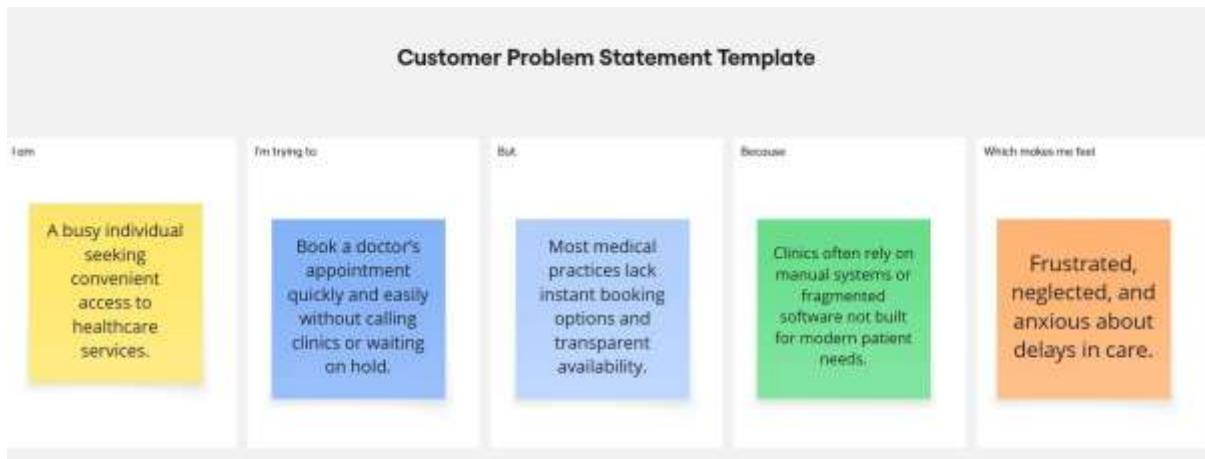 Customer Problem Statement Template
I am
A busy individual
seeking
convenient
access to
healthcare
services.
I'm trying to
Book a doctor's
appointment
quickly and easily
without calling
clinics or waiting
on hold.
But
Most medical
practices lack
instant booking
options and
transparent
availability.
Because
Clinics often rely on
manual systems or
fragmented
software not built
for modern patient
needs.
Which makes me feel
Frustrated,
neglected, and
anxious about
delays in care.